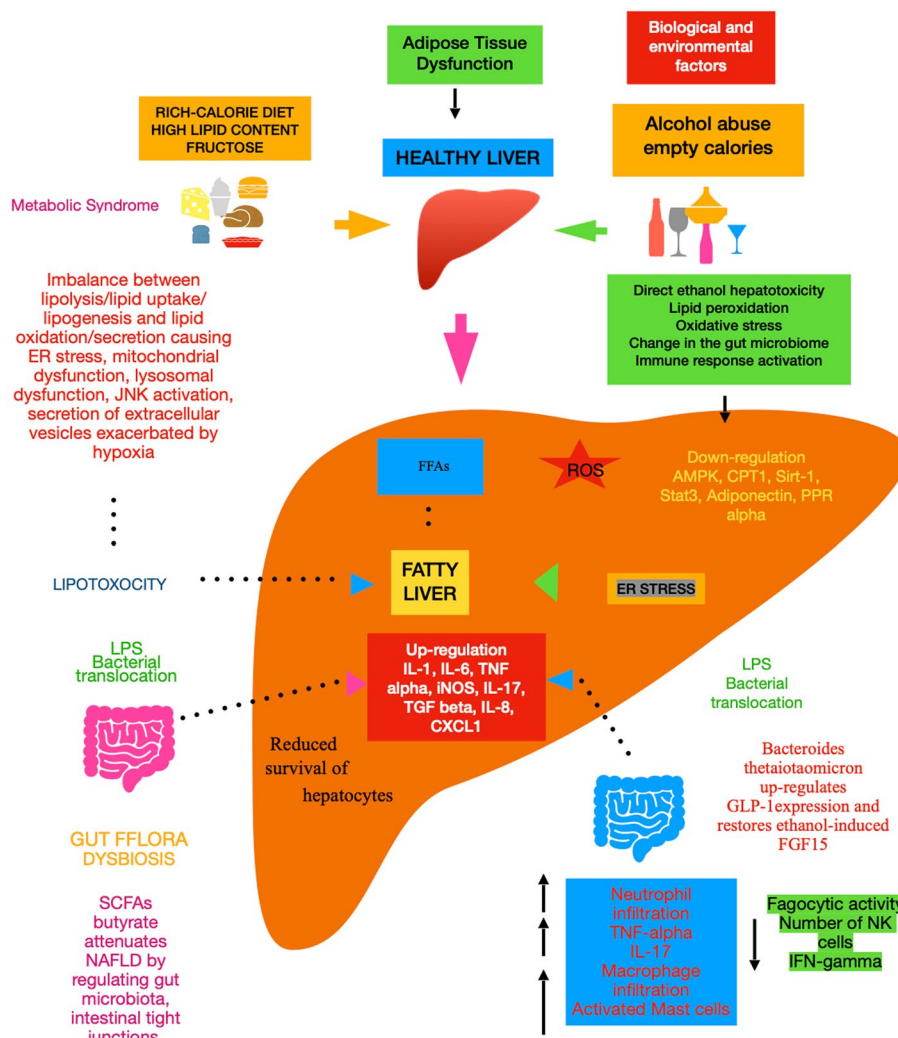 Adipose Tissue
Dysfunction
Biological and
environmental
factors
RICH-CALORIE DIET
HIGH LIPID CONTENT
FRUCTOSE
HEALTHY LIVER
Alcohol abuse
empty calories
Metabolic Syndrome
Imbalance between
lipolysis/lipid uptake/
lipogenesis and lipid
oxidation/secretion causing
ER stress, mitochondrial
dysfunction, lysosomal
dysfunction, JNK activation,
secretion of extracellular
vesicles exacerbated by
hypoxia
Direct ethanol hepatotoxicity
Lipid peroxidation
Oxidative stress
Change in the gut microbiome
Immune response activation
FFAs
ROS
Down-regulation
AMPK, CPT1, Sirt-1,
Stat3, Adiponectin, PPR
alpha
LIPOTOXOCITY
FATTY
LIVER
ER STRESS
LPS
Bacterial
translocation
Up-regulation
IL-1, IL-6, TNF
alpha, iNOS, IL-17,
TGF beta, IL-8,
CXCL1
LPS
Bacterial
translocation
Reduced
survival of
hepatocytes
Bacteroides
thetaiotaomicron
up-regulates
GLP-1expression and
restores ethanol-induced
FGF15
GUT FFLORA
DYSBIOSIS
SCFAs
butyrate
attenuates
NAFLD by
regulating gut
microbiota,
intestinal tight
junctions
Neutrophil
infiltration
TNF-alpha
IL-17
Macrophage
infiltration
Activated Mast cells
Fagocytic activity
Number of NK
cells
IFN-gamma